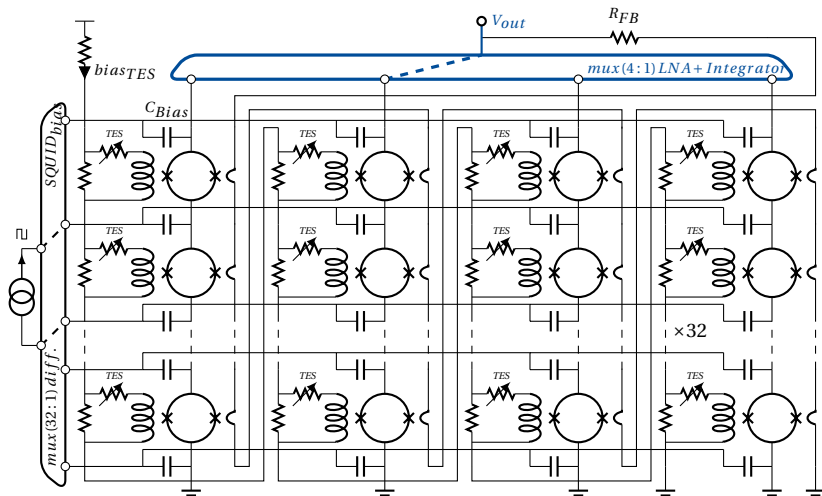 R_FB
V_out
bias_TES
mux(4:1) LNA + Integrator
C_Bias
SQUID_bias
TES
TES
TES
TES
TES
TES
TES
TES
×32
mux(32:1) diff.
TES
TES
TES
TES